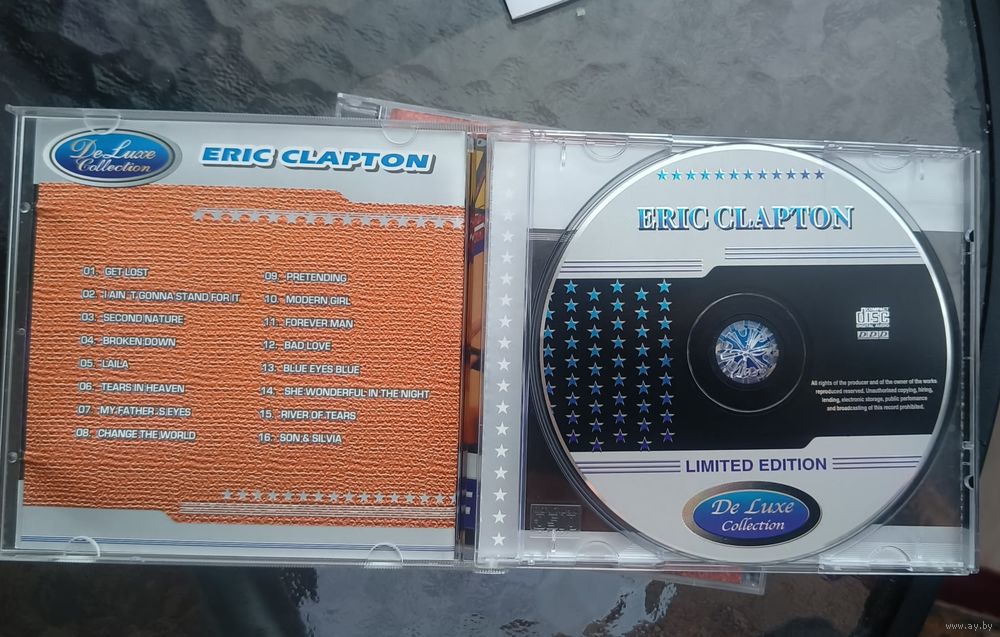 De Luxe
Collection
ERIC CLAPTON
01. GET LOST
02. I AIN 'T GONNA STAND FOR IT
03. SECOND NATURE
04. BROKEN DOWN
05. LAILA
06. TEARS IN HEAVEN
07. MY FATHER ,S EYES
08. CHANGE THE WORLD
09. PRETENDING
10. MODERN GIRL
11. FOREVER MAN
12. BAD LOVE
13. BLUE EYES BLUE
14. SHE WONDERFUL IN THE NIGHT
15. RIVER OF TEARS
16. SON & SILVIA
ERIC CLAPTON
COMPACT
disc
DIGITAL AUDIO
DDD
All rights of the producer and of the owner of the works
reproduced reserved. Unauthorised copying, hiring,
lending, electronic storage, public perfomance
and broadcasting of this record prohibited.
LIMITED EDITION
De Luxe
Collection
www.ay.by